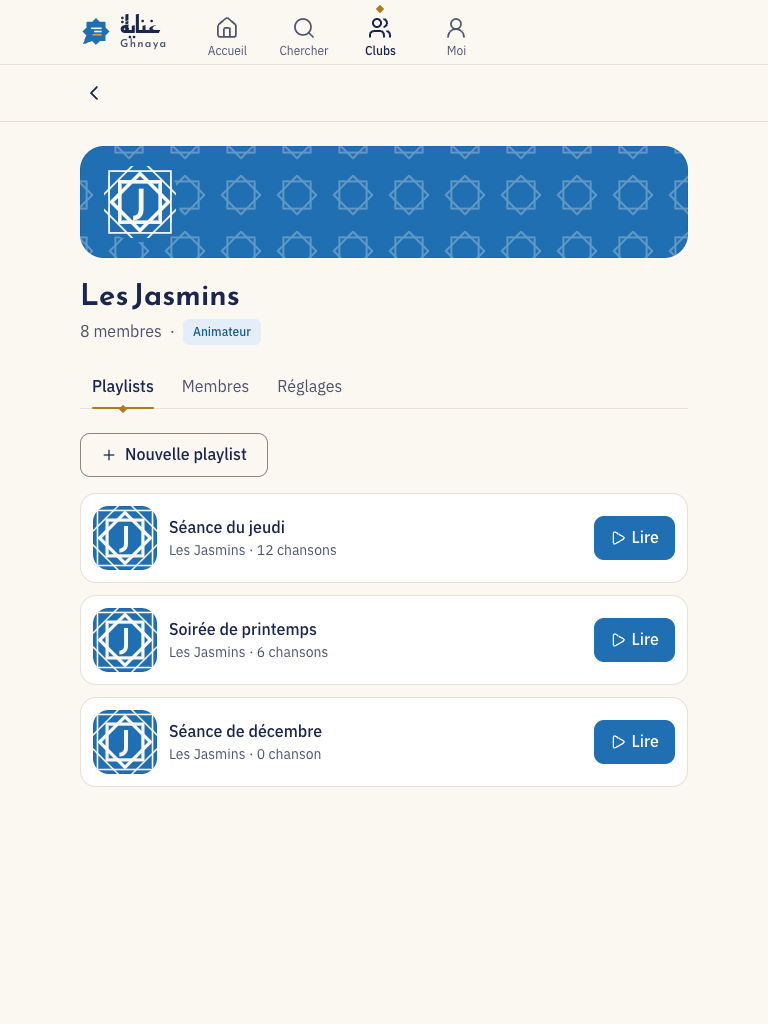 غناية
Ghnaya
Accueil
Chercher
Clubs
Moi
J
Les Jasmins
8 membres · Animateur
Playlists
Membres
Réglages
+ Nouvelle playlist
J
Séance du jeudi
Les Jasmins · 12 chansons
Lire
J
Soirée de printemps
Les Jasmins · 6 chansons
Lire
J
Séance de décembre
Les Jasmins · 0 chanson
Lire